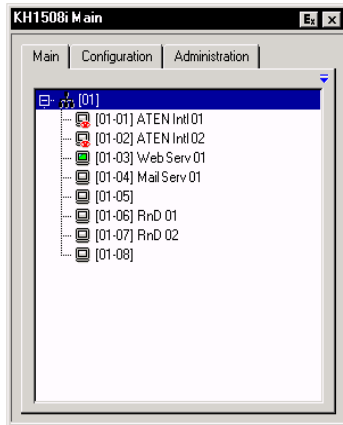 KH1508i Main Ex ×
Main Configuration Administration
[01]
[01-01] ATEN Intl 01
[01-02] ATEN Intl 02
[01-03] Web Serv 01
[01-04] Mail Serv 01
[01-05]
[01-06] RnD 01
[01-07] RnD 02
[01-08]